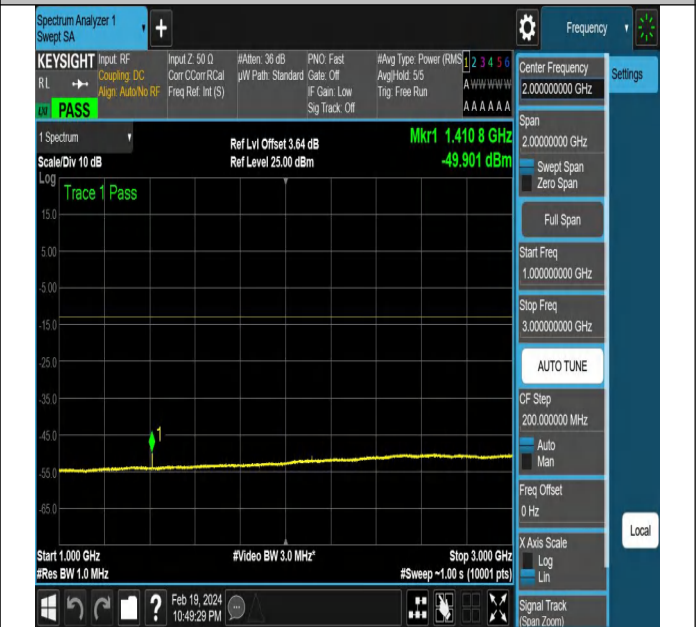 Spectrum Analyzer 1
Swept SA
+
Frequency
KEYSIGHT
Input: RF
Coupling: DC
Align: Auto/No RF
Input Z: 50 Ω
Corr CCorr RCal
Freq Ref: Int (S)
#Atten: 36 dB
µW Path: Standard
PNO: Fast
Gate: Off
IF Gain: Low
Sig Track: Off
#Avg Type: Power (RMS
Avg|Hold: 5/5
Trig: Free Run
1 2 3 4 5 6
A W W W W W
A A A A A A
RL
PASS
1 Spectrum
Scale/Div 10 dB
Log
Ref Lvl Offset 3.64 dB
Ref Level 25.00 dBm
Mkr1 1.410 8 GHz
-49.901 dBm
Trace 1 Pass
15.0
5.00
-5.00
-15.0
-25.0
-35.0
-45.0
-55.0
-65.0
1
Start 1.000 GHz
#Res BW 1.0 MHz
#Video BW 3.0 MHz*
Stop 3.000 GHz
#Sweep ~1.00 s (10001 pts)
Feb 19, 2024
10:49:29 PM
?
Center Frequency
2.000000000 GHz
Span
2.00000000 GHz
Swept Span
Zero Span
Full Span
Start Freq
1.000000000 GHz
Stop Freq
3.000000000 GHz
AUTO TUNE
CF Step
200.000000 MHz
Auto
Man
Freq Offset
0 Hz
X Axis Scale
Log
Lin
Signal Track
(Span Zoom)
Settings
Local